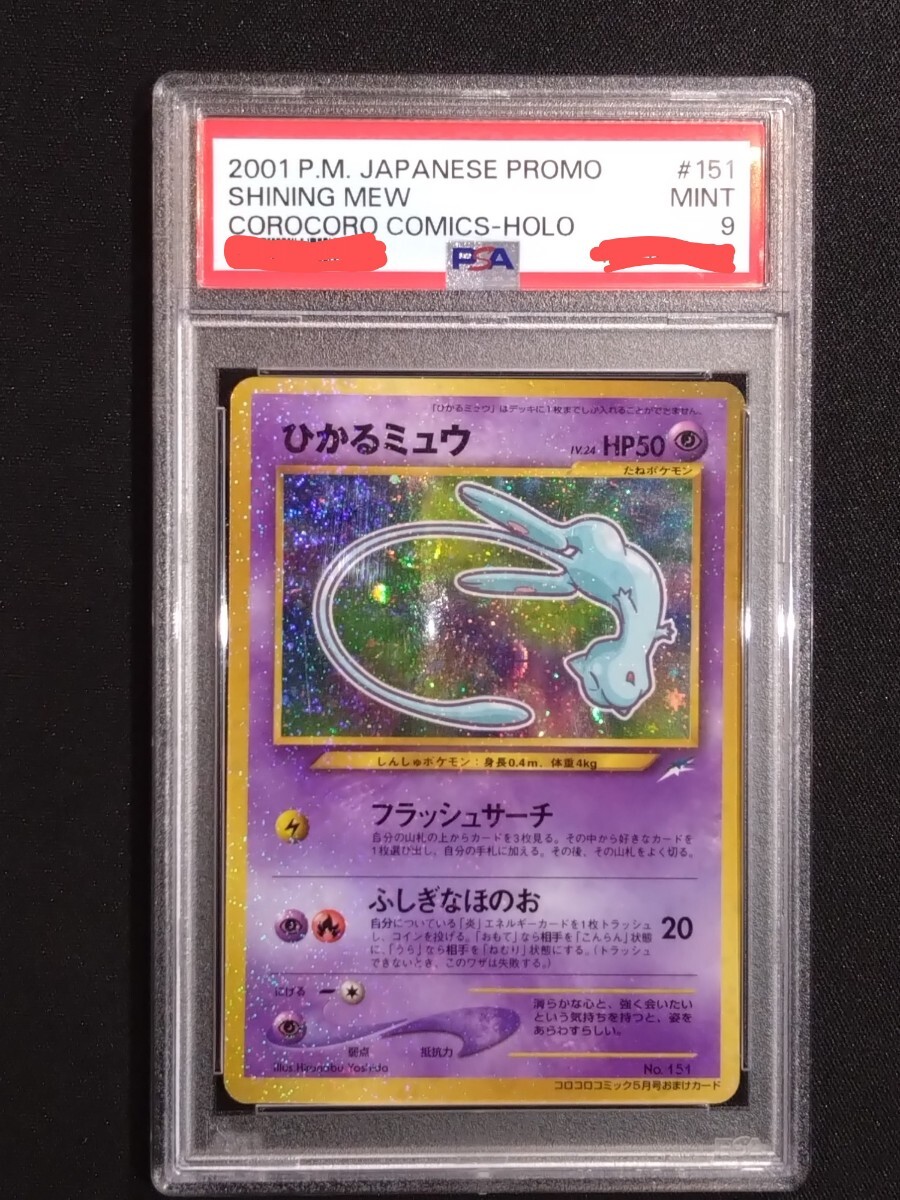 2001 P.M. JAPANESE PROMO #151
SHINING MEW MINT
COROCORO COMICS-HOLO 9
PSA
「ひかるミュウ」はデッキに1枚までしか入れることができません。
ひかるミュウ LV.24 HP50
たねポケモン
しんしゅポケモン：身長0.4m、体重4kg
フラッシュサーチ
自分の山札の上からカードを3枚見る。その中から好きなカードを
1枚選び出し、自分の手札に加える。その後、その山札をよく切る。
ふしぎなほのお 20
自分についている「炎」エネルギーカードを1枚トラッシュ
し、コインを投げる。「おもて」なら相手を「こんらん」状態
に、「うら」なら相手を「ねむり」状態にする。(トラッシュ
できないとき、このワザは失敗する。)
にげる
弱点 抵抗力
清らかな心と、強く会いたい
という気持ちを持つと、姿を
あらわすらしい。
Illus. Hironobu Yoshida No.151
コロコロコミック5月号おまけカード